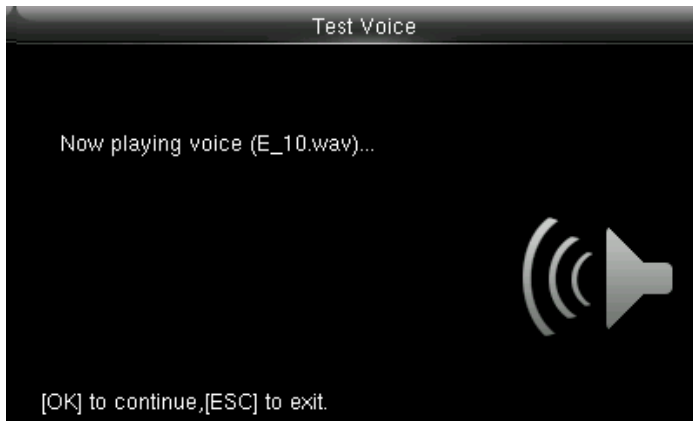 Test Voice
Now playing voice (E_10.wav)...
[OK] to continue,[ESC] to exit.